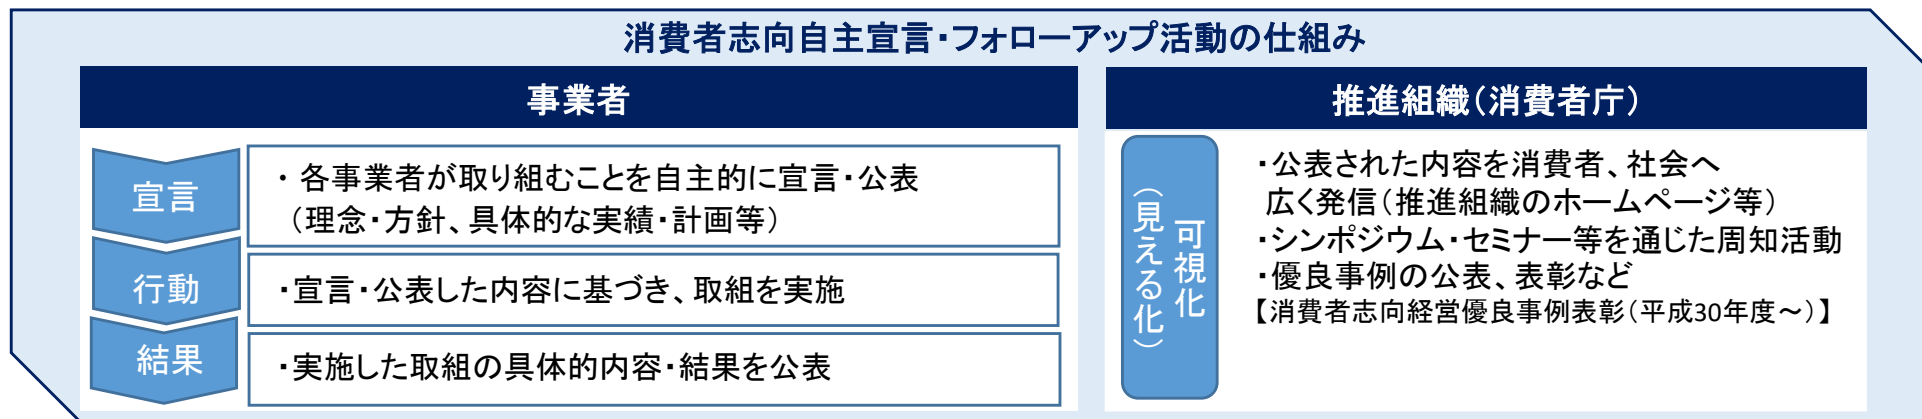 消費者志向自主宣言・フォローアップ活動の仕組み
事業者
宣言
・ 各事業者が取り組むことを自主的に宣言・公表
（理念・方針、具体的な実績・計画等）
行動
・宣言・公表した内容に基づき、取組を実施
結果
・実施した取組の具体的内容・結果を公表
推進組織（消費者庁）
可視化
（見える化）
・公表された内容を消費者、社会へ
広く発信（推進組織のホームページ等）
・シンポジウム・セミナー等を通じた周知活動
・優良事例の公表、表彰など
【消費者志向経営優良事例表彰（平成30年度～）】